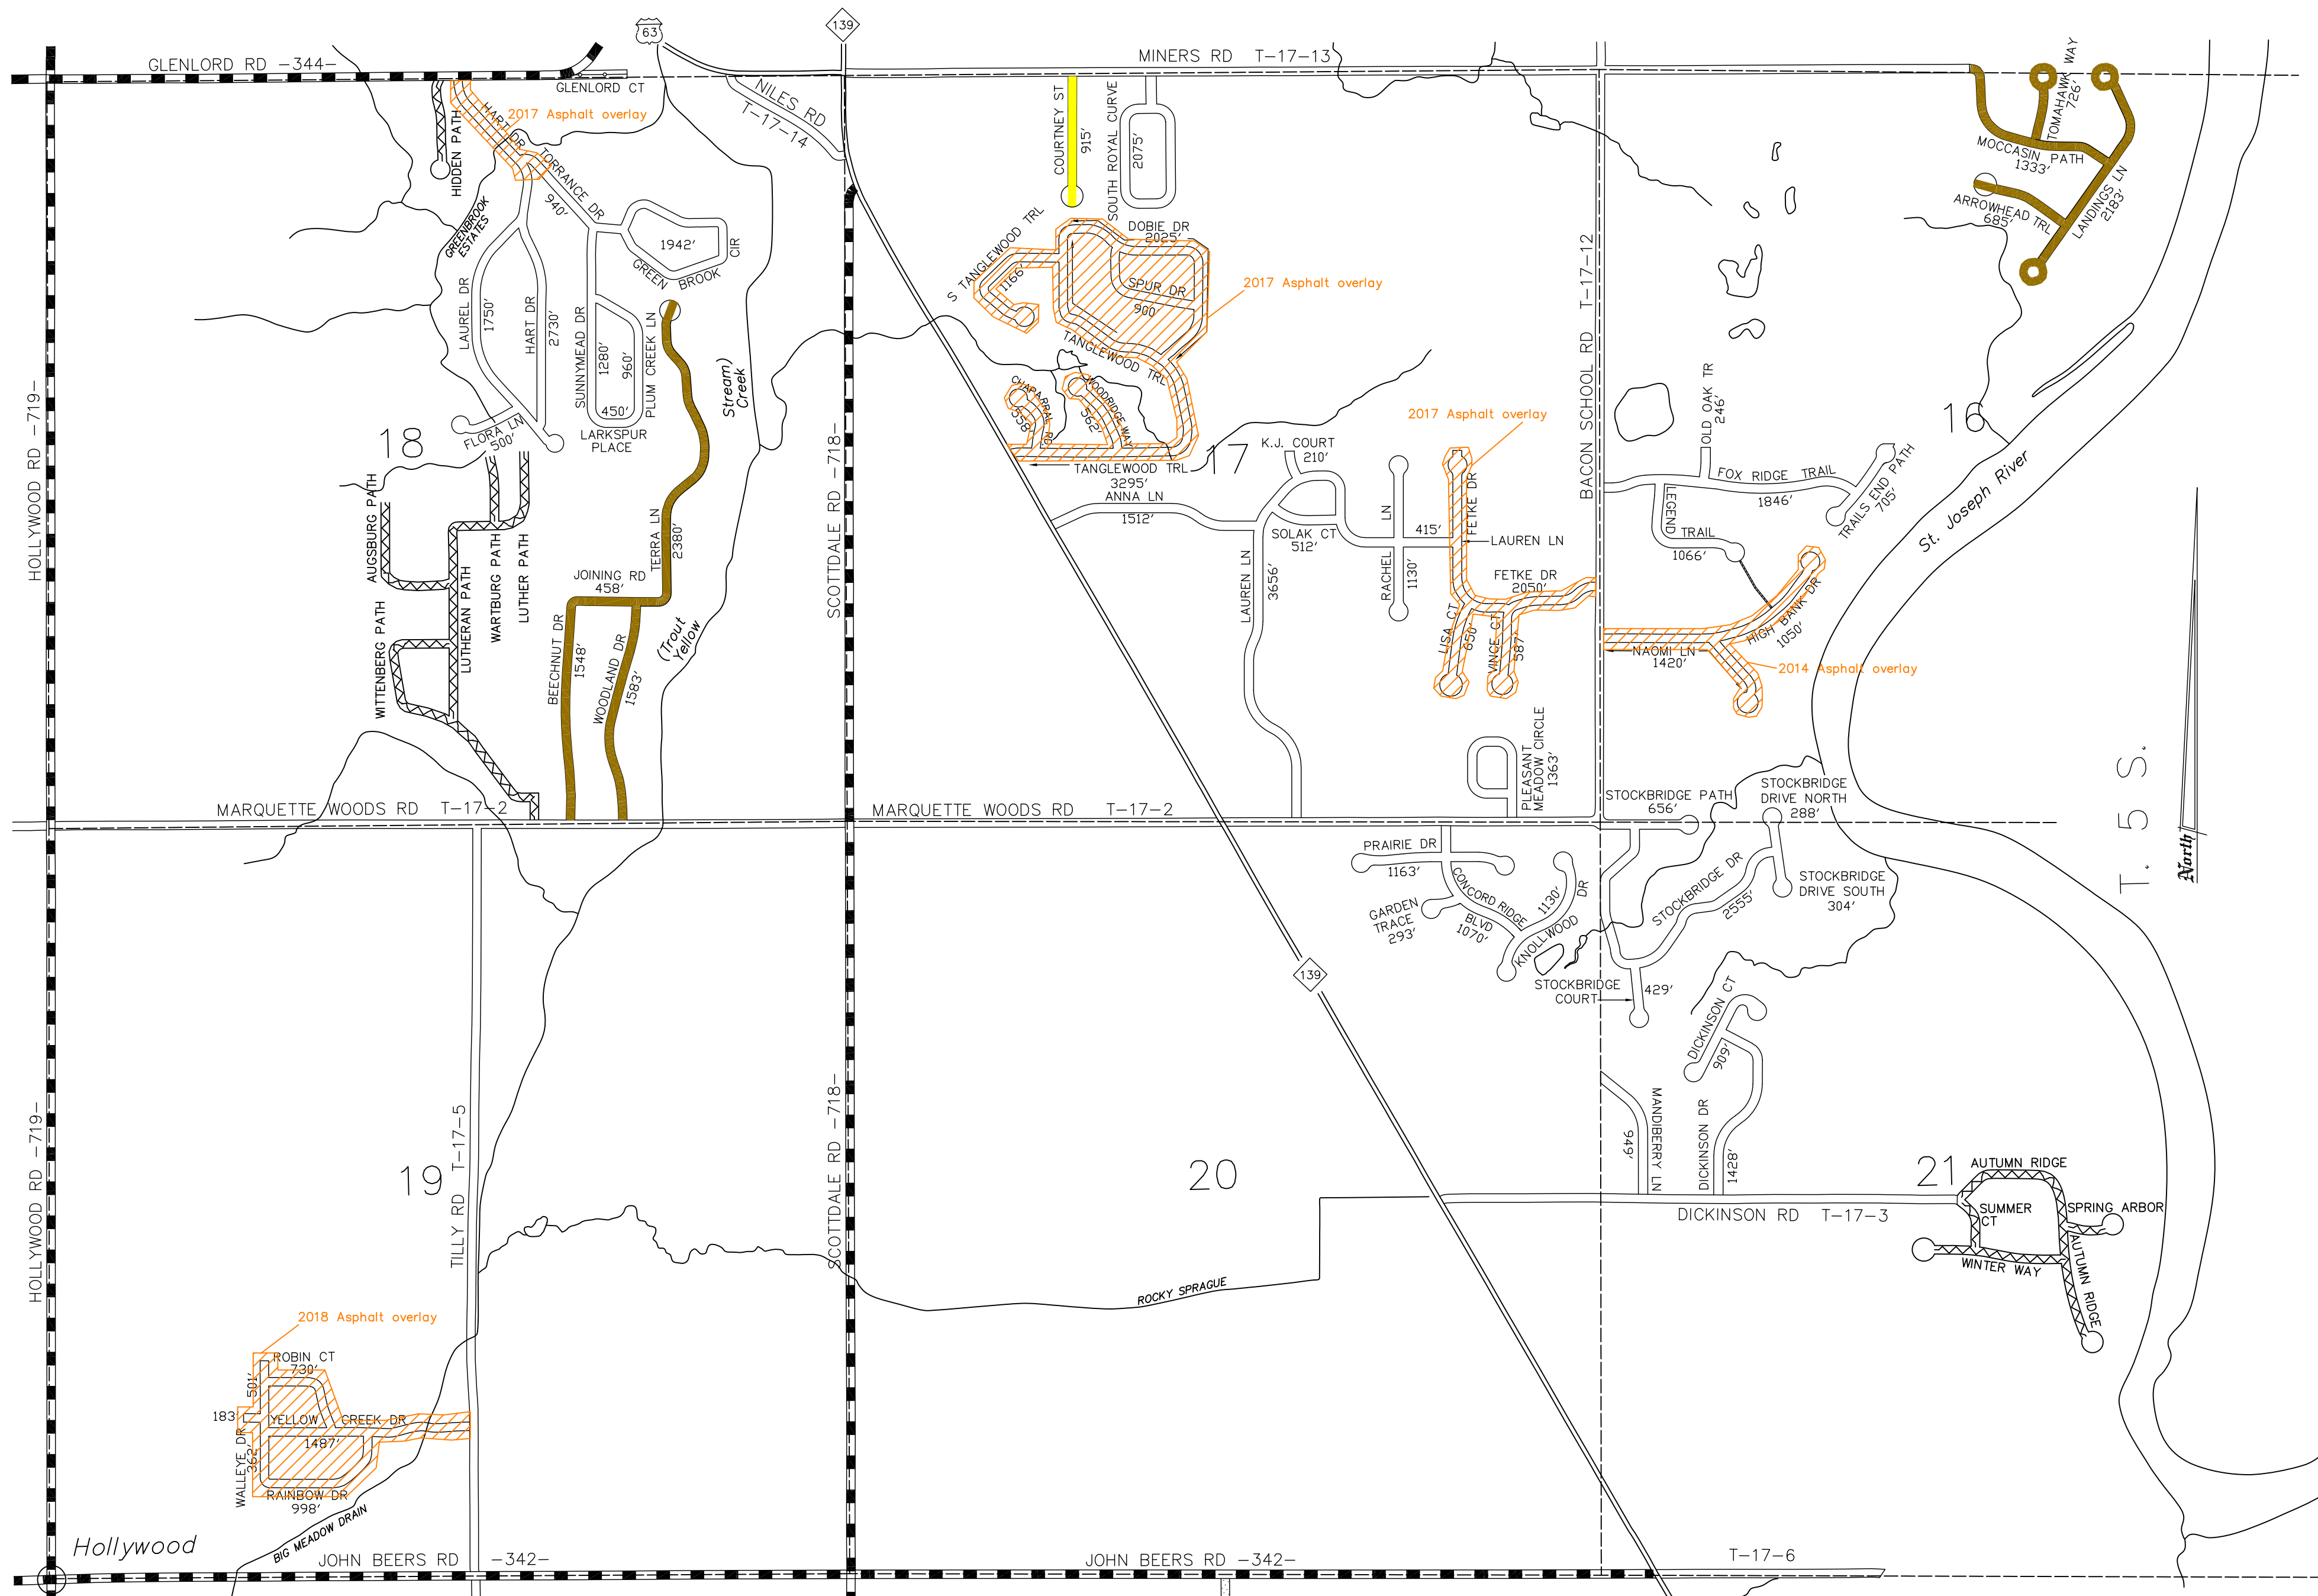 63
139
GLENLORD RD -344-
GLENLORD CT
MINERS RD T-17-13
NILES RD
T-17-14
HIDDEN PATH
HART DR
2017 Asphalt overlay
TORRANCE DR
940'
GREENBROOK
ESTATES
1942'
GREEN BROOK
CIR
LAUREL DR
1750'
HART DR
2730'
SUNNYMEAD DR
1280'
960'
450'
LARKSPUR
PLACE
PLUM CREEK LN
(Trout
Stream)
Yellow
Creek
FLORA LN
500'
18
HOLLYWOOD RD -719-
SCOTTDALE RD -718-
AUGSBURG PATH
WITTENBERG PATH
LUTHERAN PATH
WARTBURG PATH
LUTHER PATH
TERRA LN
2380'
JOINING RD
458'
BEECHNUT DR
1548'
WOODLAND DR
1583'
MARQUETTE WOODS RD T-17-2
COURTNEY ST
915'
SOUTH ROYAL CURVE
2075'
S TANGLEWOOD TRL
1166'
DOBIE DR
2025'
SPUR DR
900'
2017 Asphalt overlay
TANGLEWOOD TRL
CHAPARRAL RD
558'
WOODRIDGE WAY
562'
TANGLEWOOD TRL
3295'
17
K.J. COURT
210'
ANNA LN
1512'
SOLAK CT
512'
LAUREN LN
3656'
RACHEL LN
1130'
415'
2017 Asphalt overlay
FETKE DR
LAUREN LN
FETKE DR
2050'
LISA CT
650'
VINCE CT
587'
PLEASANT
MEADOW CIRCLE
1363'
MARQUETTE WOODS RD T-17-2
BACON SCHOOL RD T-17-12
TOMAHAWK WAY
726'
MOCCASIN PATH
1333'
ARROWHEAD TRL
685'
LANDINGS LN
2183'
16
OLD OAK TR
246'
FOX RIDGE TRAIL
1846'
LEGEND
TRAIL
1066'
TRAILS END PATH
705'
St. Joseph River
HIGH BANK DR
1050'
NAOMI LN
1420'
2014 Asphalt overlay
T. 5 S.
North
STOCKBRIDGE PATH
656'
STOCKBRIDGE
DRIVE NORTH
288'
STOCKBRIDGE DR
2555'
STOCKBRIDGE
DRIVE SOUTH
304'
STOCKBRIDGE
COURT
429'
PRAIRIE DR
1163'
GARDEN
TRACE
293'
CONCORD RIDGE
BLVD
1070'
KNOLLWOOD DR
1130'
139
DICKINSON CT
909'
DICKINSON DR
1428'
MANDIBERRY LN
949'
DICKINSON RD T-17-3
21
AUTUMN RIDGE
SUMMER
CT
SPRING ARBOR
WINTER WAY
AUTUMN RIDGE
HOLLYWOOD RD -719-
19
TILLY RD T-17-5
SCOTTDALE RD -718-
20
ROCKY SPRAGUE
2018 Asphalt overlay
ROBIN CT
730'
501'
183'
YELLOW CREEK DR
1487'
WALLEYE DR
362'
RAINBOW DR
998'
BIG MEADOW DRAIN
Hollywood
JOHN BEERS RD -342-
JOHN BEERS RD -342-
T-17-6